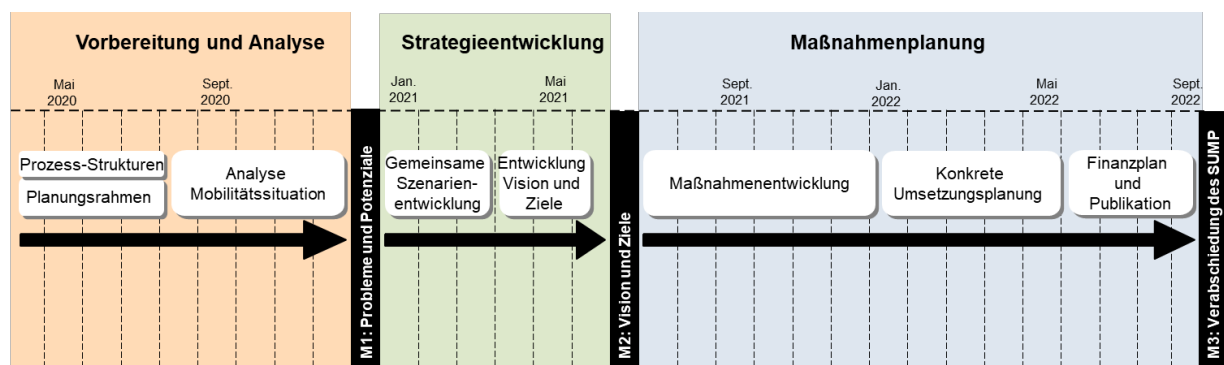 Vorbereitung und Analyse
Mai
2020
Sept.
2020
Prozess-Strukturen
Planungsrahmen
Analyse
Mobilitätssituation
M1: Probleme und Potenziale
Strategieentwicklung
Jan.
2021
Mai
2021
Gemeinsame
Szenarien-
entwicklung
Entwicklung
Vision und
Ziele
M2: Vision und Ziele
Maßnahmenplanung
Sept.
2021
Jan.
2022
Mai
2022
Sept.
2022
Maßnahmenentwicklung
Konkrete
Umsetzungsplanung
Finanzplan
und
Publikation
M3: Verabschiedung des SUMP